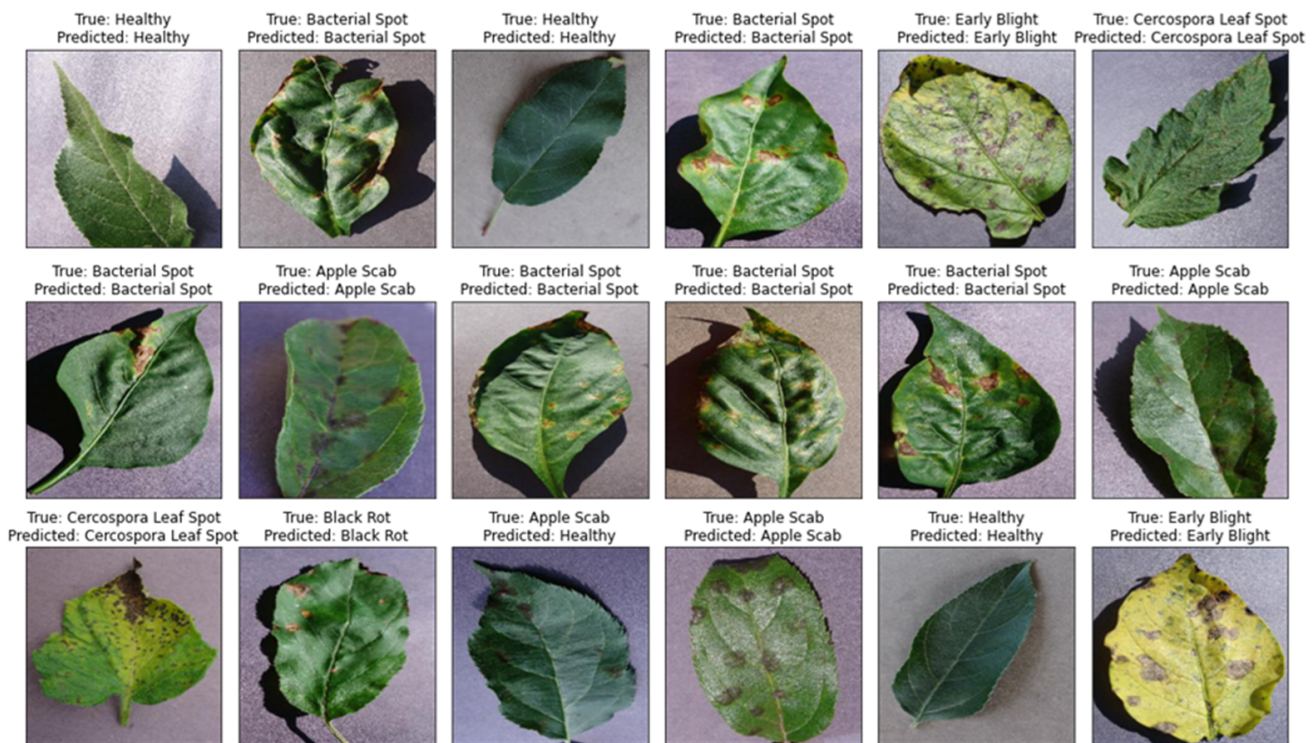 True: Healthy
Predicted: Healthy
True: Bacterial Spot
Predicted: Bacterial Spot
True: Healthy
Predicted: Healthy
True: Bacterial Spot
Predicted: Bacterial Spot
True: Early Blight
Predicted: Early Blight
True: Cercospora Leaf Spot
Predicted: Cercospora Leaf Spot
True: Bacterial Spot
Predicted: Bacterial Spot
True: Apple Scab
Predicted: Apple Scab
True: Bacterial Spot
Predicted: Bacterial Spot
True: Bacterial Spot
Predicted: Bacterial Spot
True: Bacterial Spot
Predicted: Bacterial Spot
True: Apple Scab
Predicted: Apple Scab
True: Cercospora Leaf Spot
Predicted: Cercospora Leaf Spot
True: Black Rot
Predicted: Black Rot
True: Apple Scab
Predicted: Healthy
True: Apple Scab
Predicted: Apple Scab
True: Healthy
Predicted: Healthy
True: Early Blight
Predicted: Early Blight